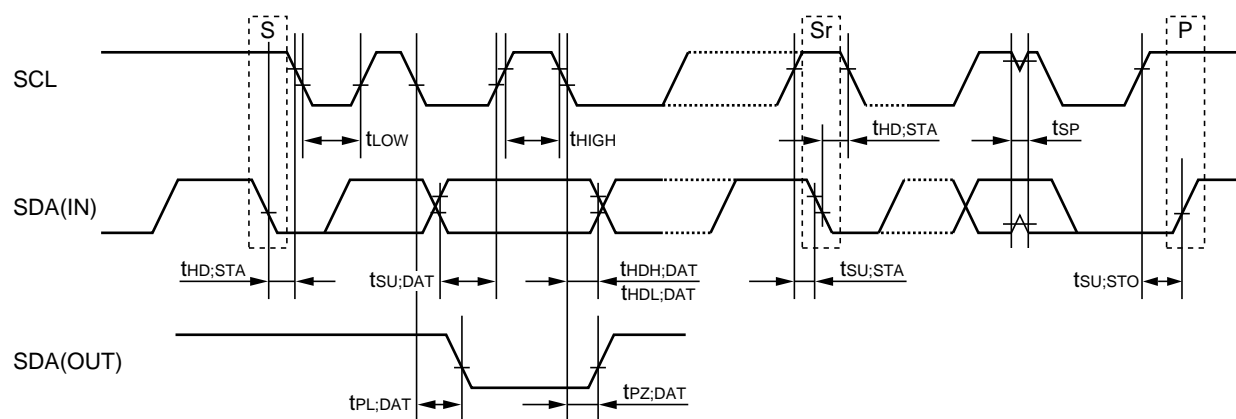 S Sr P
SCL
tLOW tHIGH tHD;STA tSP
SDA(IN)
tHD;STA tSU;DAT tHDH;DAT tSU;STA tSU;STO
tHDL;DAT
SDA(OUT)
tPL;DAT tPZ;DAT